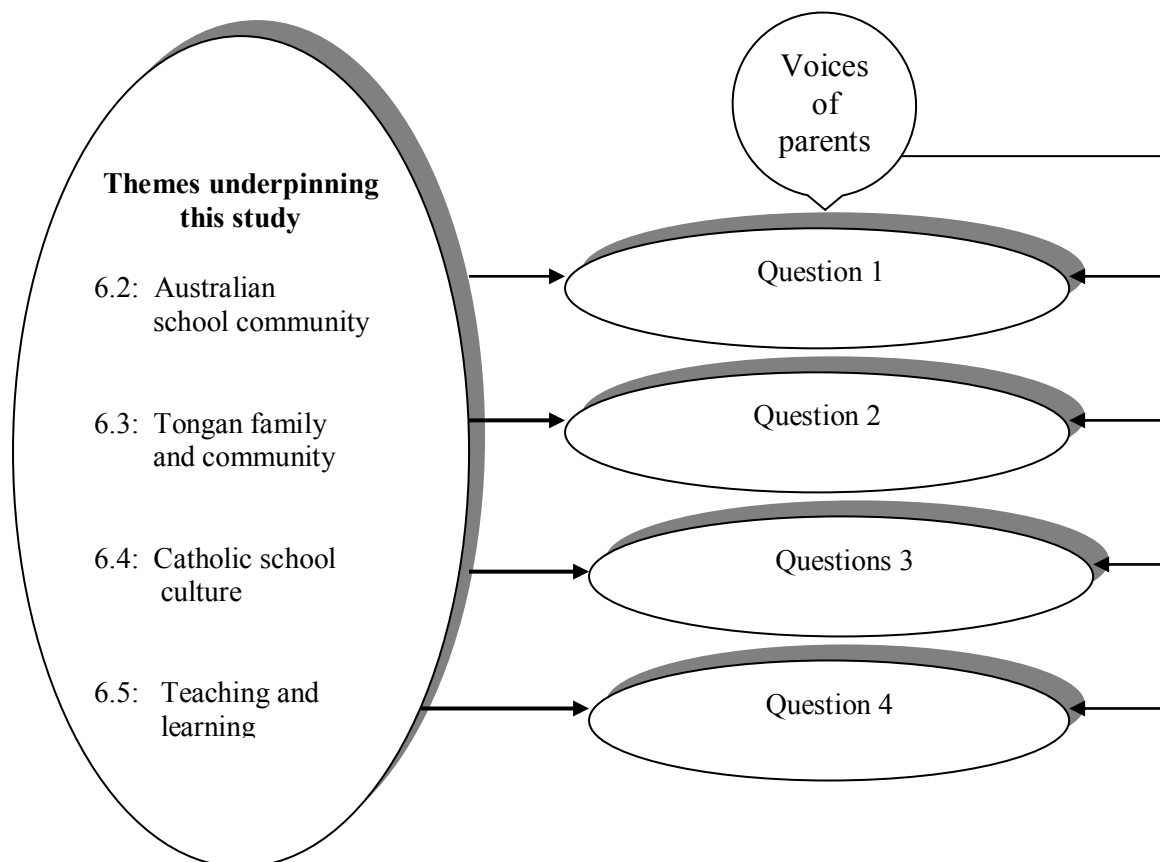 Voices
of
parents
Themes underpinning
this study
6.2: Australian
school community
6.3: Tongan family
and community
6.4: Catholic school
culture
6.5: Teaching and
learning
Question 1
Question 2
Questions 3
Question 4